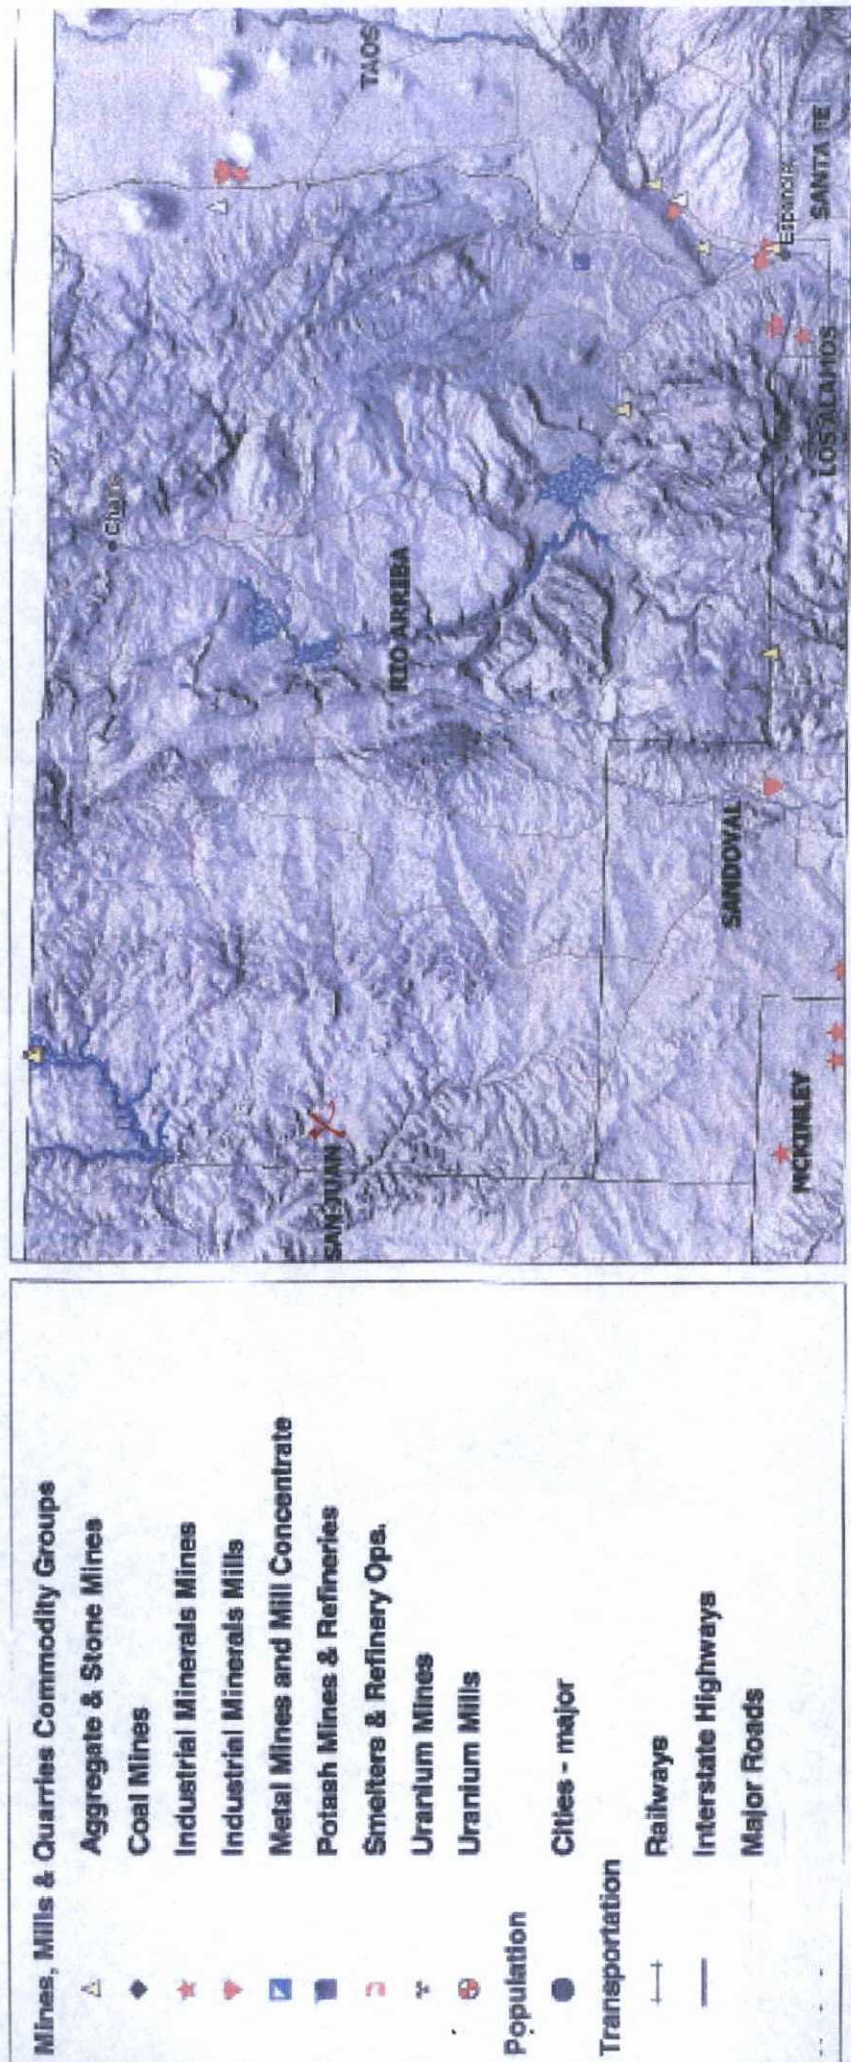 Mines, Mills & Quarries Commodity Groups
Aggregate & Stone Mines
Coal Mines
Industrial Minerals Mines
Industrial Minerals Mills
Metal Mines and Mill Concentrate
Potash Mines & Refineries
Smelters & Refinery Ops.
Uranium Mines
Uranium Mills
Population
Cities - major
Transportation
Railways
Interstate Highways
Major Roads
TAOS
Chama
RIO ARRIBA
SAN JUAN
Espanola
SANTA FE
LOS ALAMOS
SANDOVAL
MCKINLEY